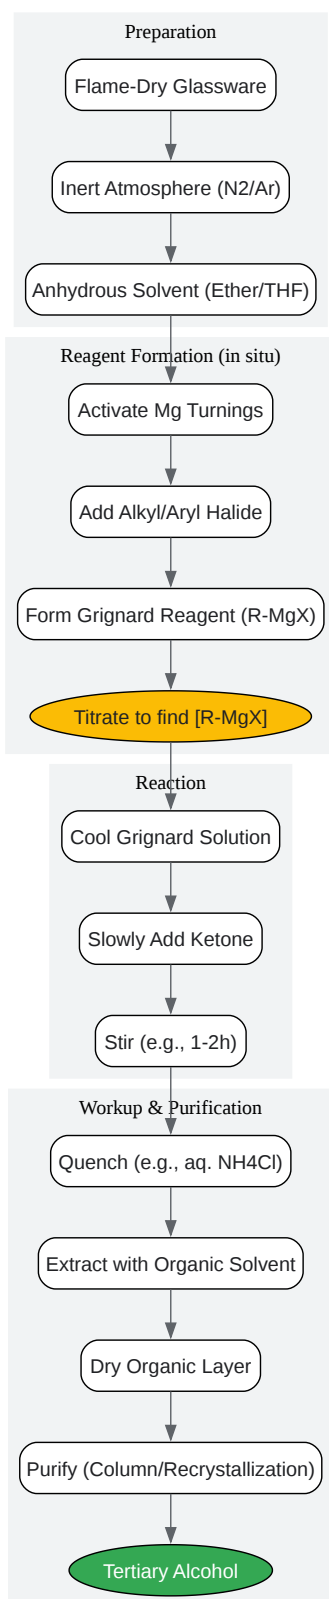 Preparation
Flame-Dry Glassware
Inert Atmosphere (N2/Ar)
Anhydrous Solvent (Ether/THF)
Reagent Formation (in situ)
Activate Mg Turnings
Add Alkyl/Aryl Halide
Form Grignard Reagent (R-MgX)
Titrate to find [R-MgX]
Reaction
Cool Grignard Solution
Slowly Add Ketone
Stir (e.g., 1-2h)
Workup & Purification
Quench (e.g., aq. NH4Cl)
Extract with Organic Solvent
Dry Organic Layer
Purify (Column/Recrystallization)
Tertiary Alcohol